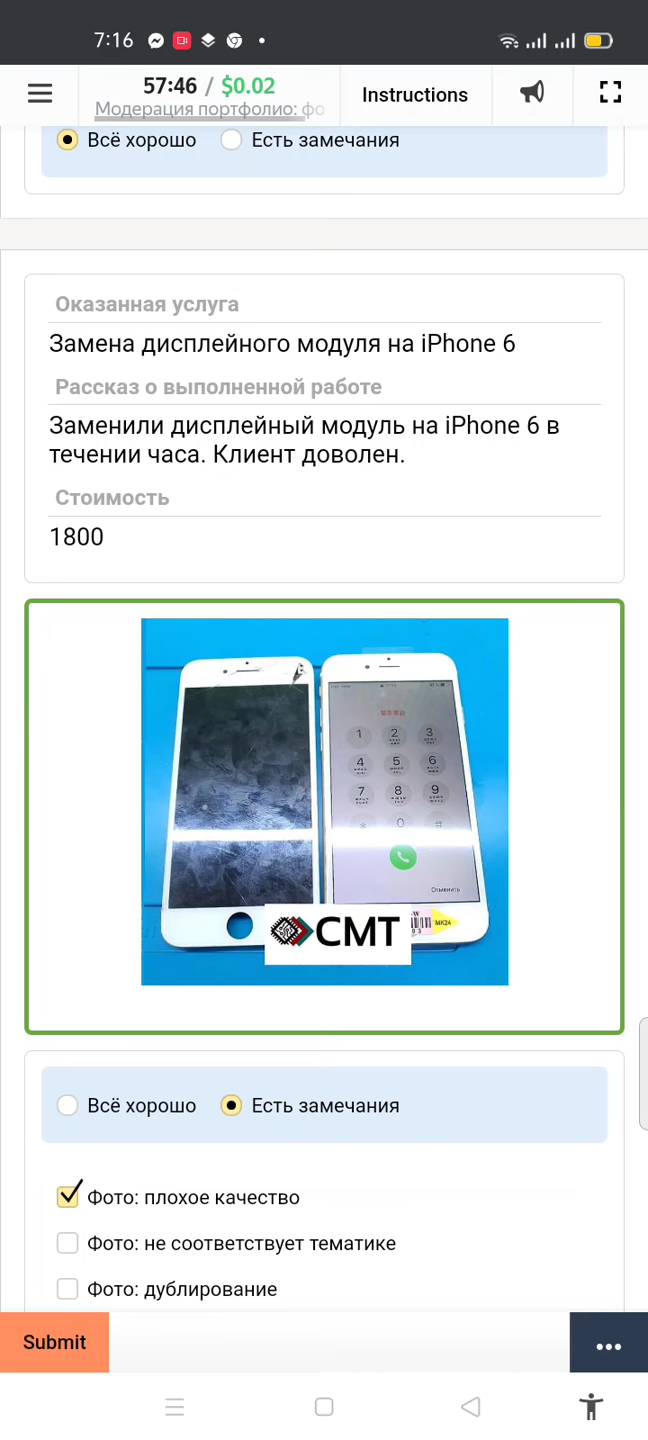 7:16
57:46 / $0.02
Модерация портфолио: фо
Instructions
Всё хорошо
Есть замечания
Оказанная услуга
Замена дисплейного модуля на iPhone 6
Рассказ о выполненной работе
Заменили дисплейный модуль на iPhone 6 в
течении часа. Клиент доволен.
Стоимость
1800
1 2 3
4 5 6
7 8 9
* 0 #
Отменить
CMT
MK24
Всё хорошо
Есть замечания
Фото: плохое качество
Фото: не соответствует тематике
Фото: дублирование
Submit